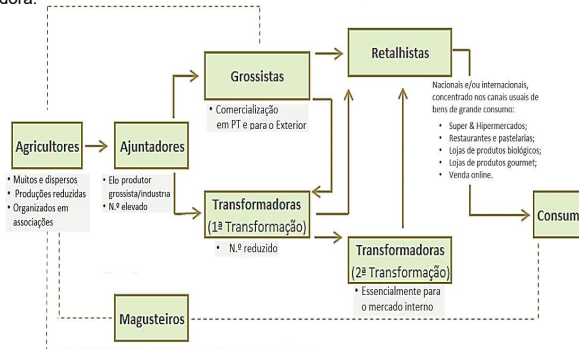 dora.
Grossistas
• Comercialização
em PT e para o Exterior
Retalhistas
Nacionais e/ou internacionais,
concentrado nos canais usuais de
bens de grande consumo:
• Super & Hipermercados;
• Restaurantes e pastelarias;
• Lojas de produtos biológicos;
• Lojas de produtos gourmet;
• Venda online.
Agricultores
• Muitos e dispersos
• Produções reduzidas
• Organizados em
associações
Ajuntadores
• Elo produtor
grossista/industria
• N.º elevado
Transformadoras
(1ª Transformação)
• N.º reduzido
Transformadoras
(2ª Transformação)
• Essencialmente para
o mercado interno
Consum
Magusteiros